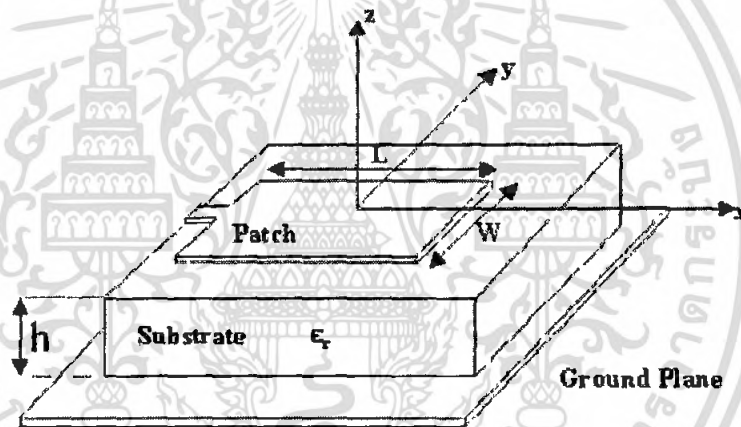 z
y
L
x
W
Patch
h
Substrate εr
Ground Plane